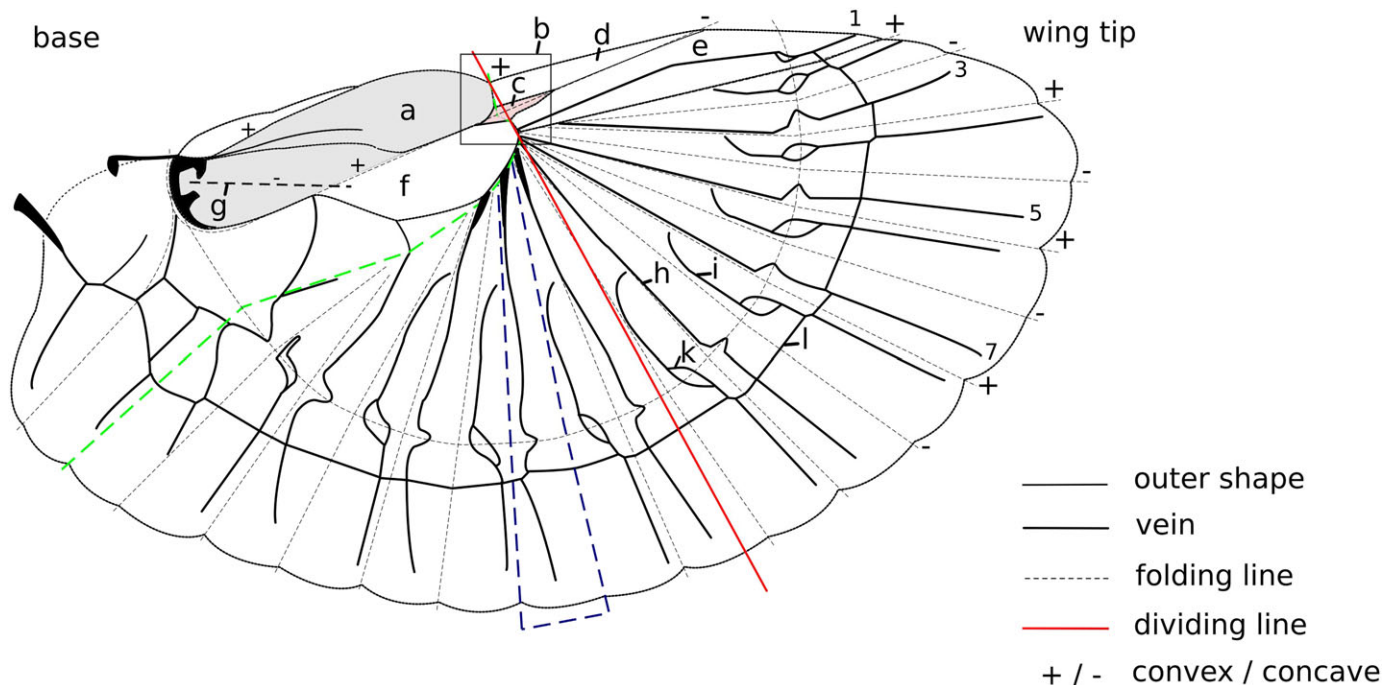 base
wing tip
b
d
-
e
1
+
-
3
+
c
+
a
+
+
-
g
f
-
5
+
h
i
-
k
l
7
+
-
outer shape
vein
folding line
dividing line
+ / - convex / concave